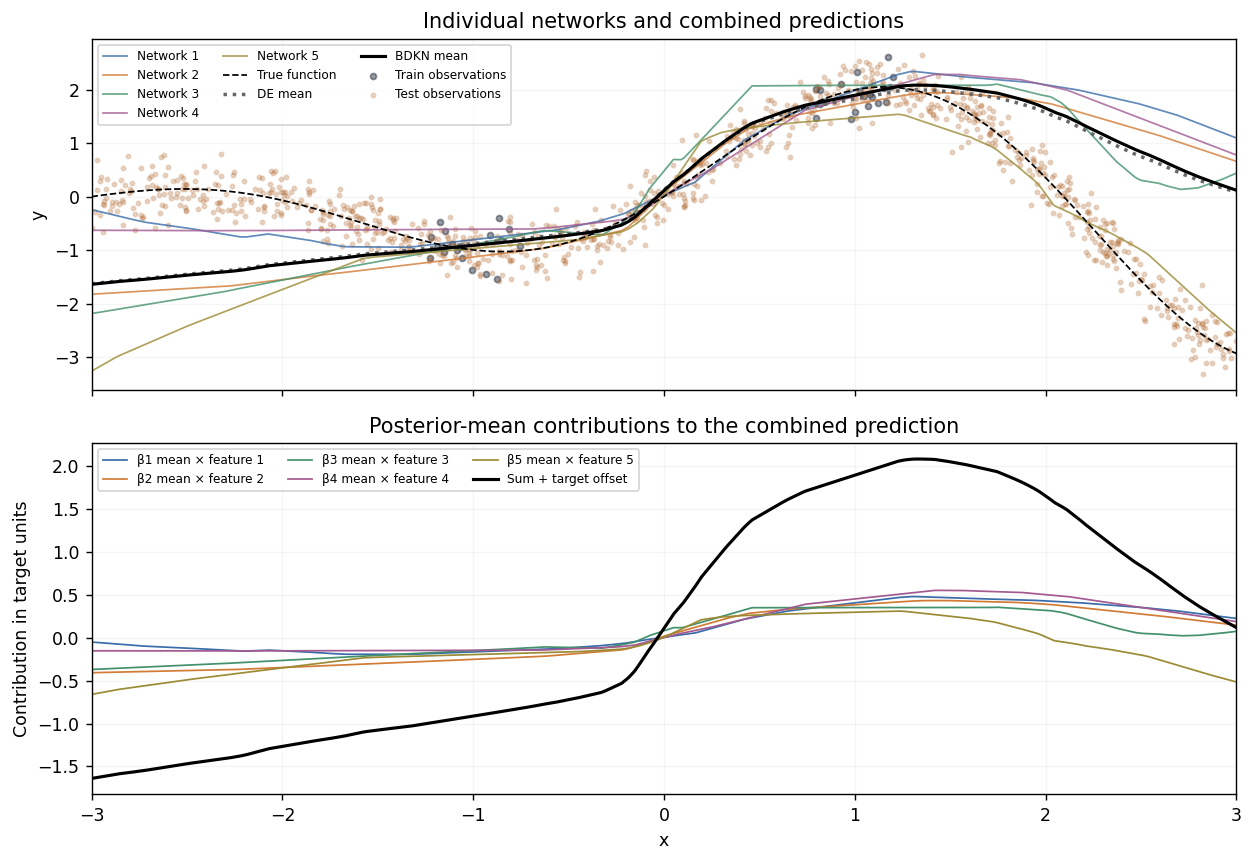 Individual networks and combined predictions
Network 1
Network 2
Network 3
Network 4
Network 5
True function
DE mean
BDKN mean
Train observations
Test observations
2
1
0
−1
−2
−3
y
Posterior-mean contributions to the combined prediction
β1 mean × feature 1
β2 mean × feature 2
β3 mean × feature 3
β4 mean × feature 4
β5 mean × feature 5
Sum + target offset
2.0
1.5
1.0
0.5
0.0
−0.5
−1.0
−1.5
Contribution in target units
−3
−2
−1
0
1
2
3
x